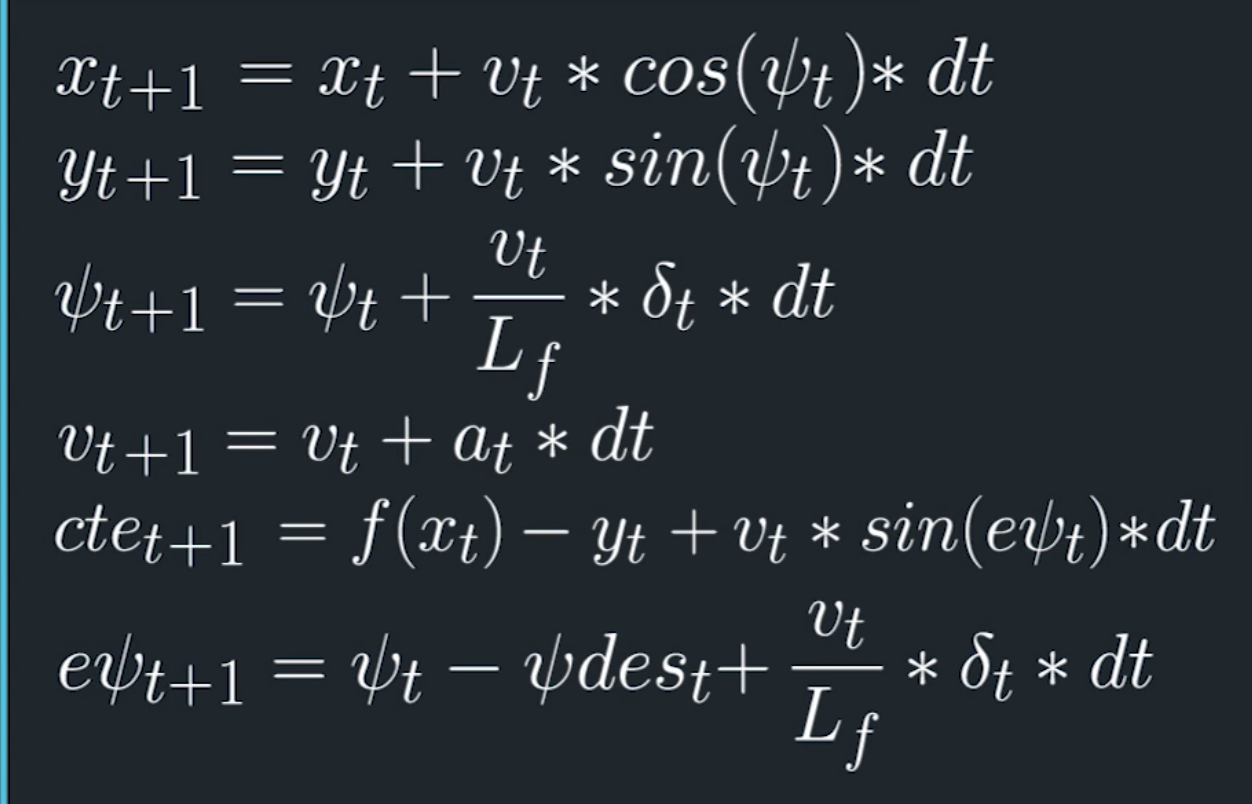 x_{t+1} = x_t + v_t * cos(ψ_t) * dt
y_{t+1} = y_t + v_t * sin(ψ_t) * dt
ψ_{t+1} = ψ_t + \frac{v_t}{L_f} * δ_t * dt
v_{t+1} = v_t + a_t * dt
cte_{t+1} = f(x_t) − y_t + v_t * sin(eψ_t) * dt
eψ_{t+1} = ψ_t − ψdes_t + \frac{v_t}{L_f} * δ_t * dt